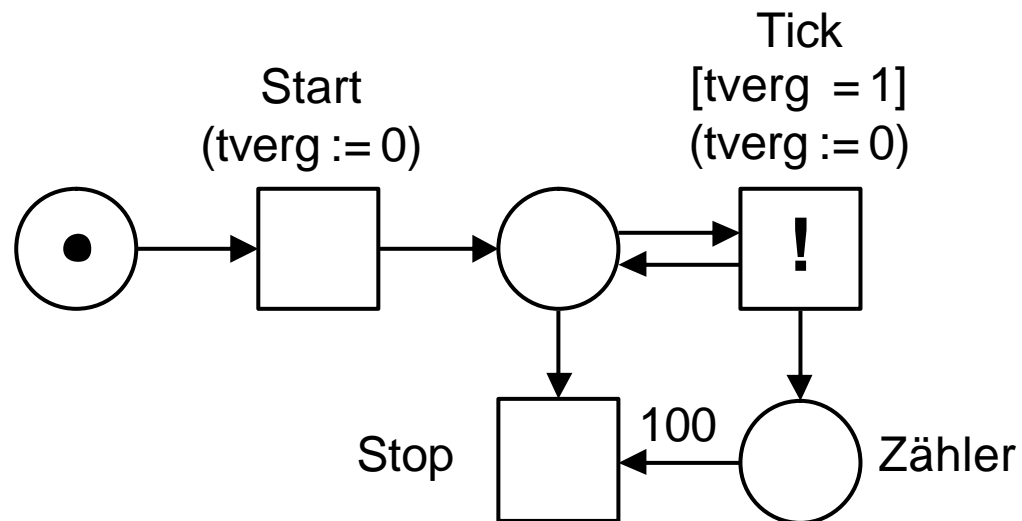 Tick
[tverg = 1]
(tverg := 0)
Start
(tverg := 0)
!
Stop
100
Zähler